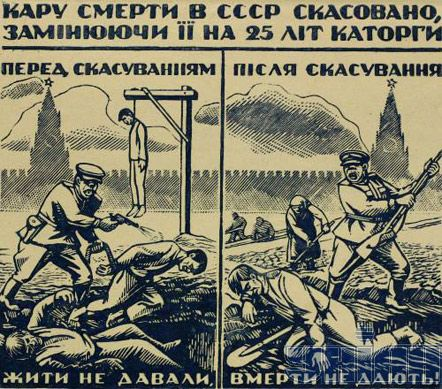 КАРУ СМЕРТИ В СССР СКАСОВАНО,
ЗАМІНЮЮЧИ ЇЇ НА 25 ЛІТ КАТОРГИ
ПЕРЕД СКАСУВАННЯМ
ПІСЛЯ СКАСУВАННЯ
ЖИТИ НЕ ДАВАЛИ,
ВМЕРТИ НЕ ДАЮТЬ!